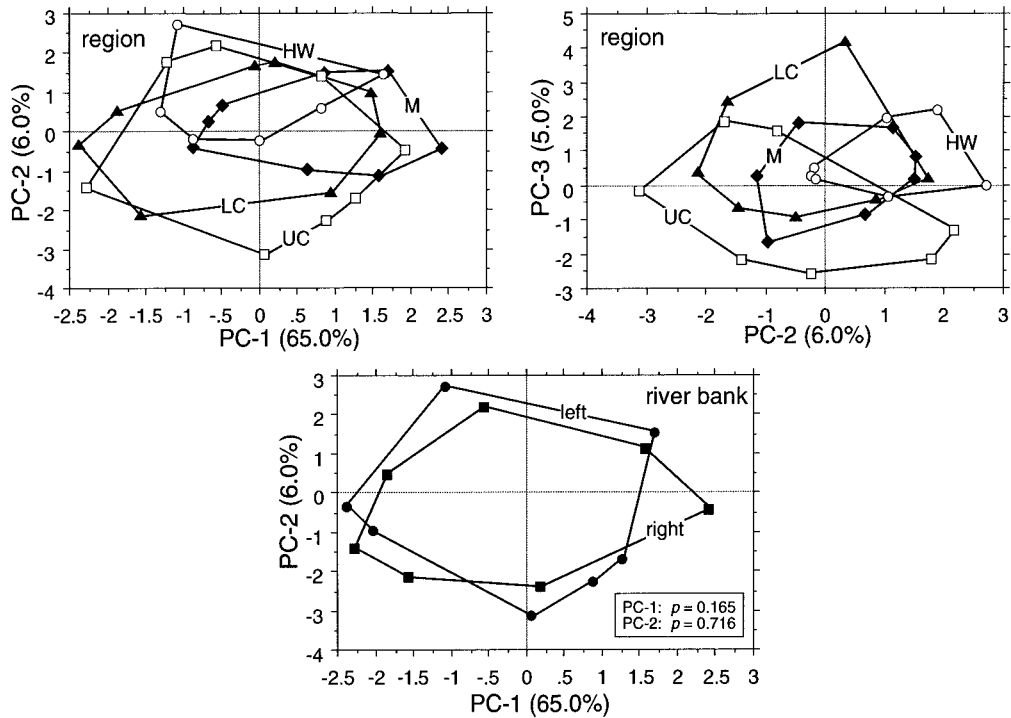 region
HW
M
LC
UC
3
2
1
0
-1
-2
-3
-4
PC-2 (6.0%)
-2.5 -2 -1.5 -1 -.5 0 .5 1 1.5 2 2.5 3
PC-1 (65.0%)
region
LC
HW
M
UC
5
4
3
2
1
0
-1
-2
-3
PC-3 (5.0%)
-4 -3 -2 -1 0 1 2 3
PC-2 (6.0%)
river bank
left
right
3
2
1
0
-1
-2
-3
-4
PC-2 (6.0%)
PC-1: p = 0.165
PC-2: p = 0.716
-2.5 -2 -1.5 -1 -.5 0 .5 1 1.5 2 2.5 3
PC-1 (65.0%)